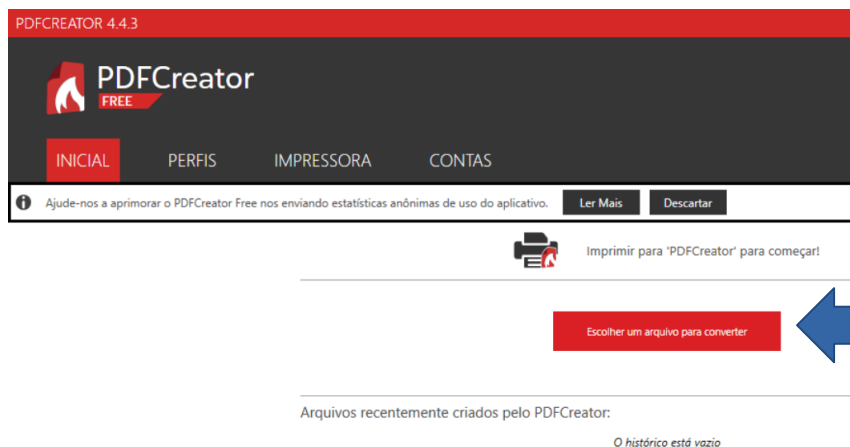 PDFCREATOR 4.4.3
PDFCreator
FREE
INICIAL PERFIS IMPRESSORA CONTAS
Ajude-nos a aprimorar o PDFCreator Free nos enviando estatísticas anônimas de uso do aplicativo. Ler Mais Descartar
Imprimir para 'PDFCreator' para começar!
Escolher um arquivo para converter
Arquivos recentemente criados pelo PDFCreator:
O histórico está vazio